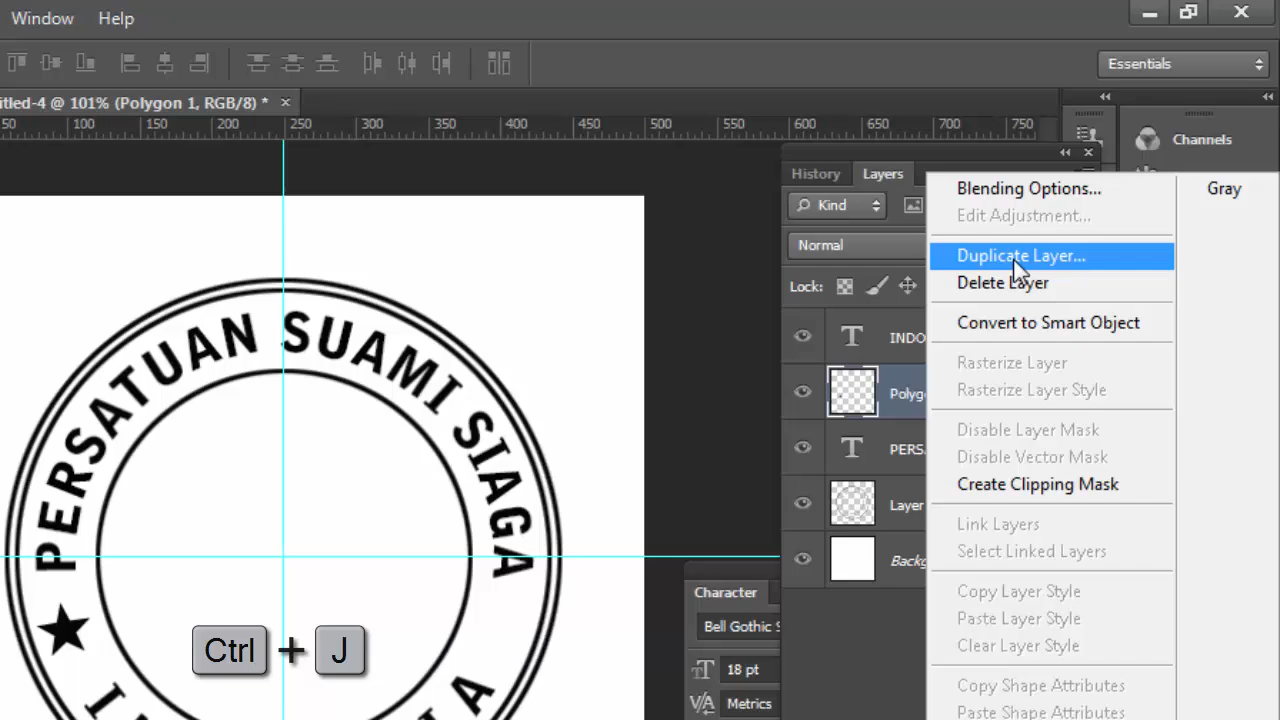 Window Help
Essentials
titled-4 @ 101% (Polygon 1, RGB/8) * ×
50 100 150 200 250 300 350 400 450 500 550 600 650 700 750
Channels
History Layers
Kind
Normal
Lock:
INDO
Polyg
PERS
Layer
Backg
Blending Options...
Edit Adjustment...
Duplicate Layer...
Delete Layer
Convert to Smart Object
Rasterize Layer
Rasterize Layer Style
Disable Layer Mask
Disable Vector Mask
Create Clipping Mask
Link Layers
Select Linked Layers
Copy Layer Style
Paste Layer Style
Clear Layer Style
Copy Shape Attributes
Paste Shape Attributes
Gray
PERSATUAN SUAMI SIAGA
Ctrl + J
Character
Bell Gothic S
18 pt
Metrics